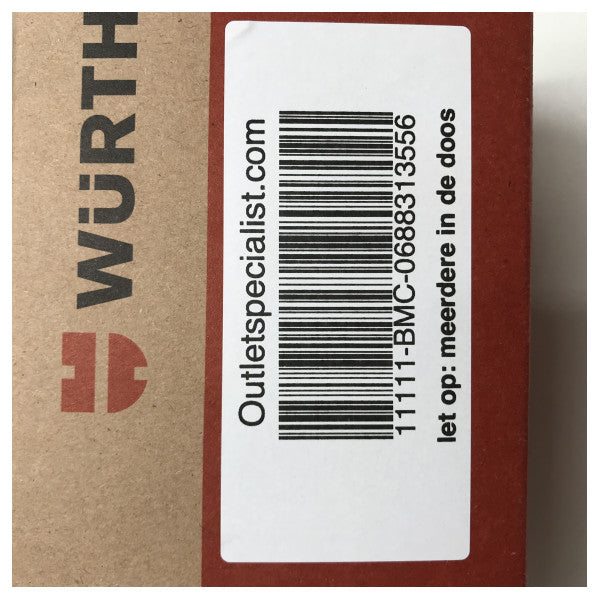 WÜRTH
Outletspecialist.com
11111-BMC-0688313556
let op: meerdere in de doos